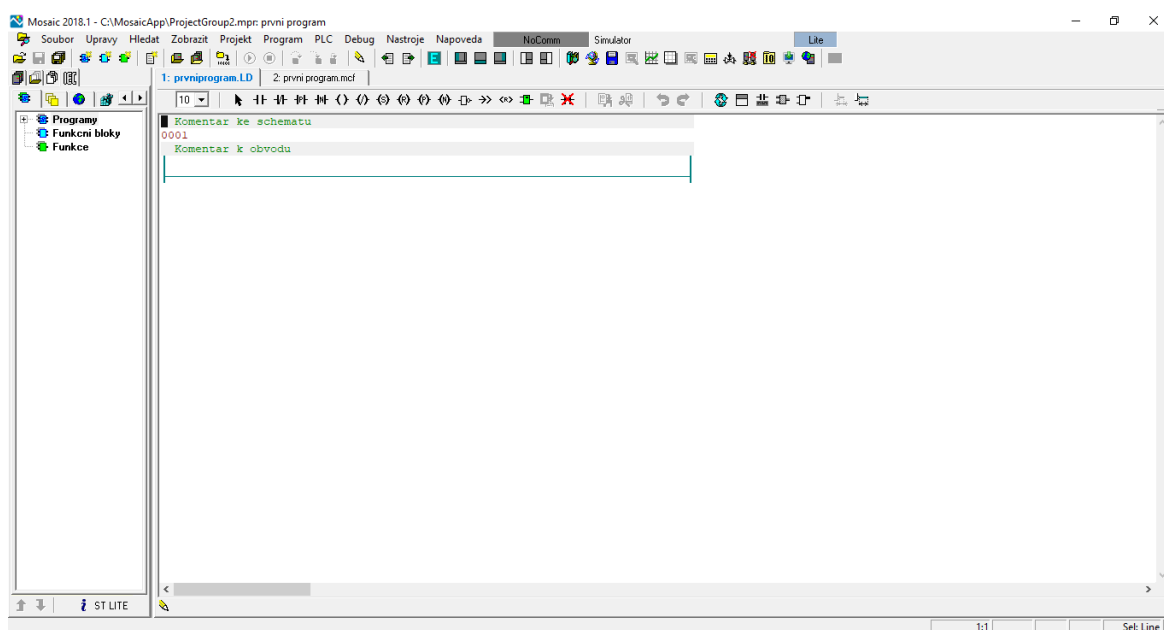 Mosaic 2018.1 - C:\MosaicApp\ProjectGroup2.mpr: prvni program
Soubor Upravy Hledat Zobrazit Projekt Program PLC Debug Nastroje Napoveda NoComm Simulator Lite
1: prvniprogram.LD 2: prvni program.mcf
10
Programy
Funkcni bloky
Funkce
Komentar ke schematu
0001
Komentar k obvodu
ST LITE
1:1 Sel: Line